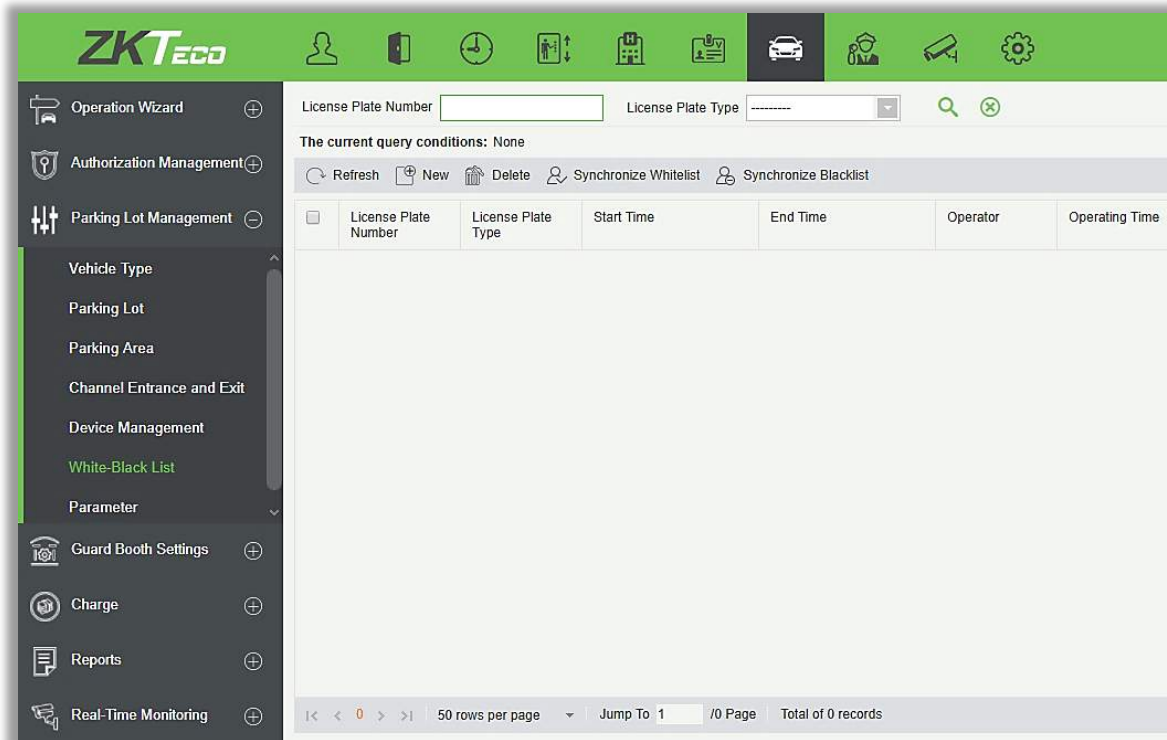 ZKTECO
Operation Wizard
Authorization Management
Parking Lot Management
Vehicle Type
Parking Lot
Parking Area
Channel Entrance and Exit
Device Management
White-Black List
Parameter
Guard Booth Settings
Charge
Reports
Real-Time Monitoring
License Plate Number License Plate Type ---------
The current query conditions: None
Refresh New Delete Synchronize Whitelist Synchronize Blacklist
License Plate Number License Plate Type Start Time End Time Operator Operating Time
0 50 rows per page Jump To 1 /0 Page Total of 0 records